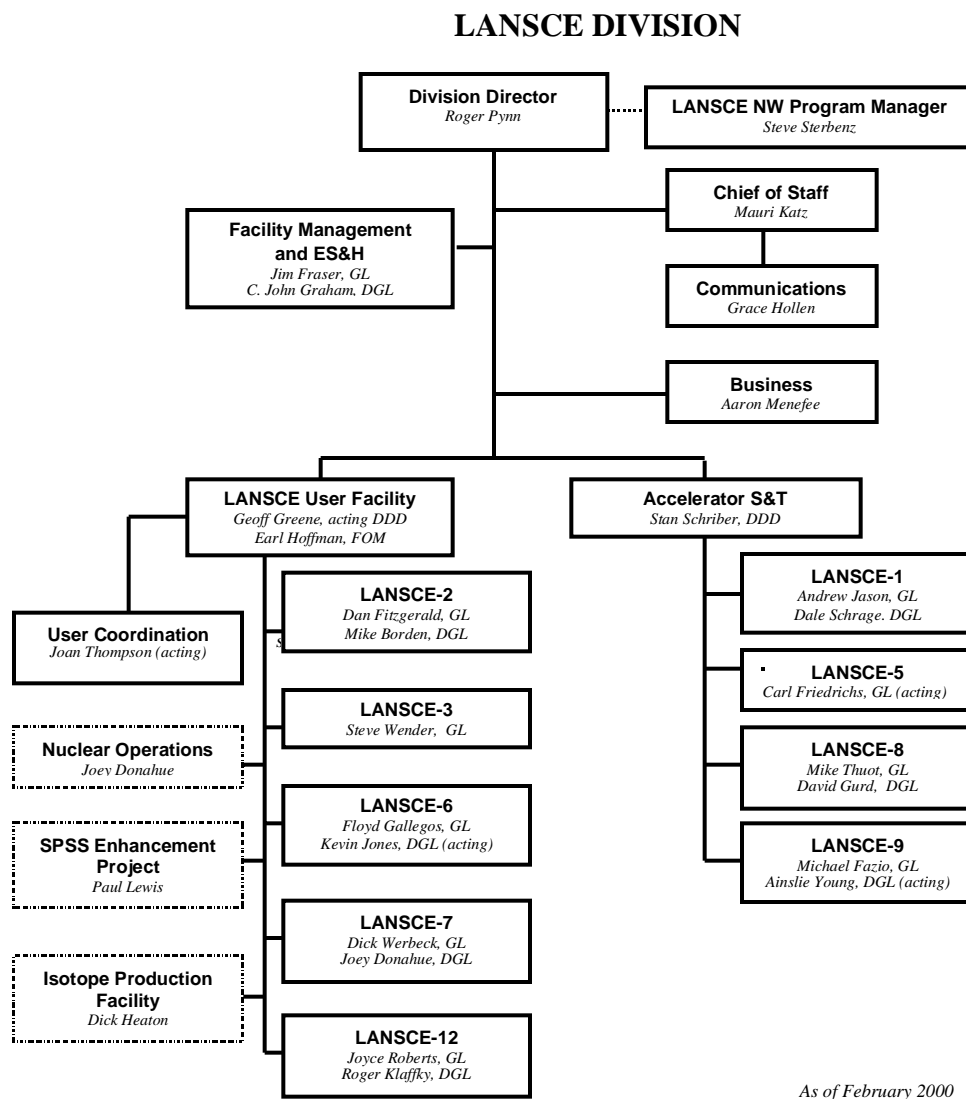 LANSCE DIVISION
Division Director
Roger Pynn
LANSCE NW Program Manager
Steve Sterbenz
Chief of Staff
Mauri Katz
Facility Management
and ES&H
Jim Fraser, GL
C. John Graham, DGL
Communications
Grace Hollen
Business
Aaron Menefee
LANSCE User Facility
Geoff Greene, acting DDD
Earl Hoffman, FOM
Accelerator S&T
Stan Schriber, DDD
User Coordination
Joan Thompson (acting)
LANSCE-2
Dan Fitzgerald, GL
Mike Borden, DGL
LANSCE-3
Steve Wender, GL
Nuclear Operations
Joey Donahue
LANSCE-6
Floyd Gallegos, GL
Kevin Jones, DGL (acting)
SPSS Enhancement
Project
Paul Lewis
LANSCE-7
Dick Werbeck, GL
Joey Donahue, DGL
Isotope Production
Facility
Dick Heaton
LANSCE-12
Joyce Roberts, GL
Roger Klaffky, DGL
LANSCE-1
Andrew Jason, GL
Dale Schrage. DGL
LANSCE-5
Carl Friedrichs, GL (acting)
LANSCE-8
Mike Thuot, GL
David Gurd, DGL
LANSCE-9
Michael Fazio, GL
Ainslie Young, DGL (acting)
As of February 2000